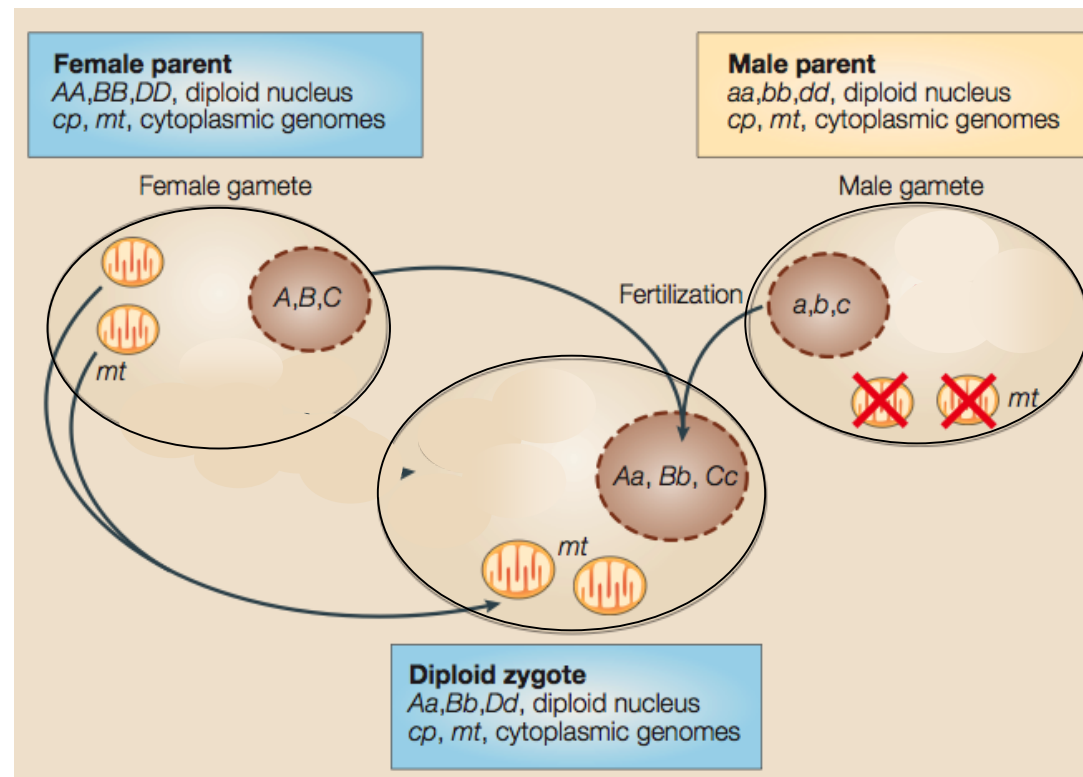 Female parent
AA,BB,DD, diploid nucleus
cp, mt, cytoplasmic genomes
Male parent
aa,bb,dd, diploid nucleus
cp, mt, cytoplasmic genomes
Female gamete
Male gamete
A,B,C
mt
Fertilization
a,b,c
mt
Aa, Bb, Cc
mt
Diploid zygote
Aa,Bb,Dd, diploid nucleus
cp, mt, cytoplasmic genomes